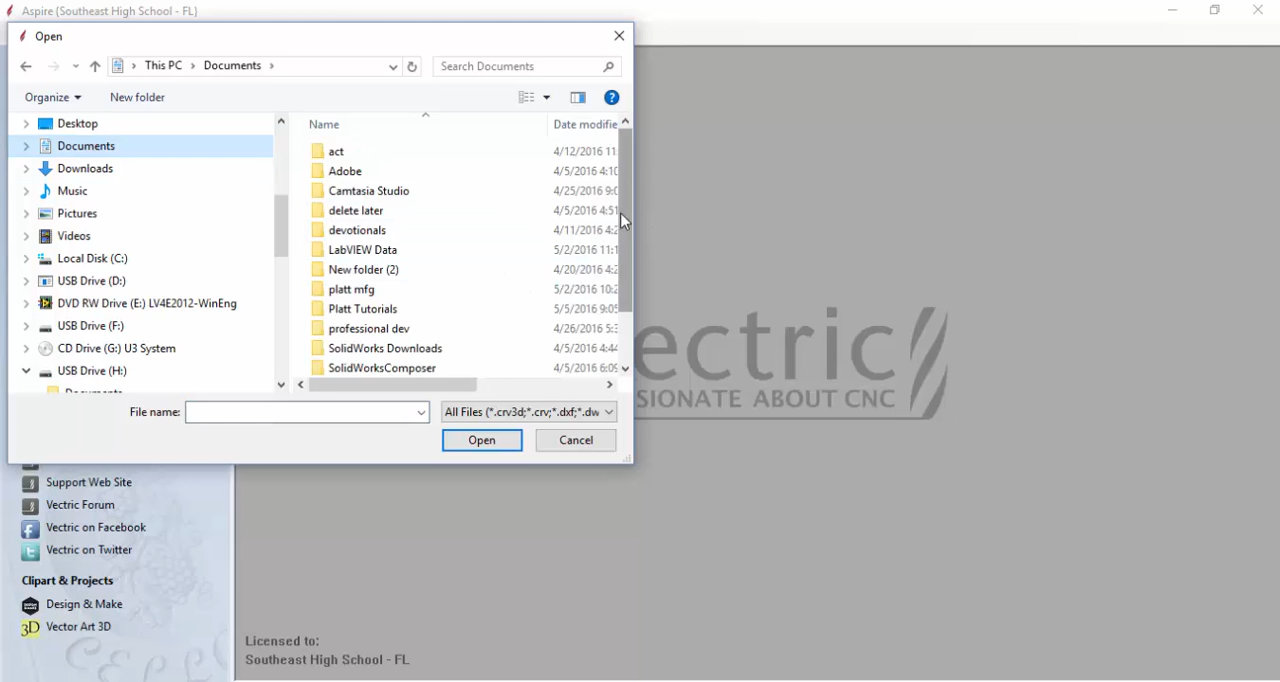 Aspire {Southeast High School - FL}
Open
This PC > Documents >
Search Documents
Organize
New folder
Desktop
Documents
Downloads
Music
Pictures
Videos
Local Disk (C:)
USB Drive (D:)
DVD RW Drive (E:) LV4E2012-WinEng
USB Drive (F:)
CD Drive (G:) U3 System
USB Drive (H:)
Name Date modifie
act 4/12/2016 11:
Adobe 4/5/2016 4:10
Camtasia Studio 4/25/2016 9:0
delete later 4/5/2016 4:51
devotionals 4/11/2016 4:2
LabVIEW Data 5/2/2016 11:1
New folder (2) 4/20/2016 4:2
platt mfg 5/2/2016 10:2
Platt Tutorials 5/5/2016 9:05
professional dev 4/26/2016 5:3
SolidWorks Downloads 4/5/2016 4:44
SolidWorksComposer 4/5/2016 6:09
File name:
All Files (*.crv3d;*.crv;*.dxf;*.dw
Open
Cancel
ectric
SIONATE ABOUT CNC
Support Web Site
Vectric Forum
Vectric on Facebook
Vectric on Twitter
Clipart & Projects
Design & Make
3D Vector Art 3D
Licensed to:
Southeast High School - FL